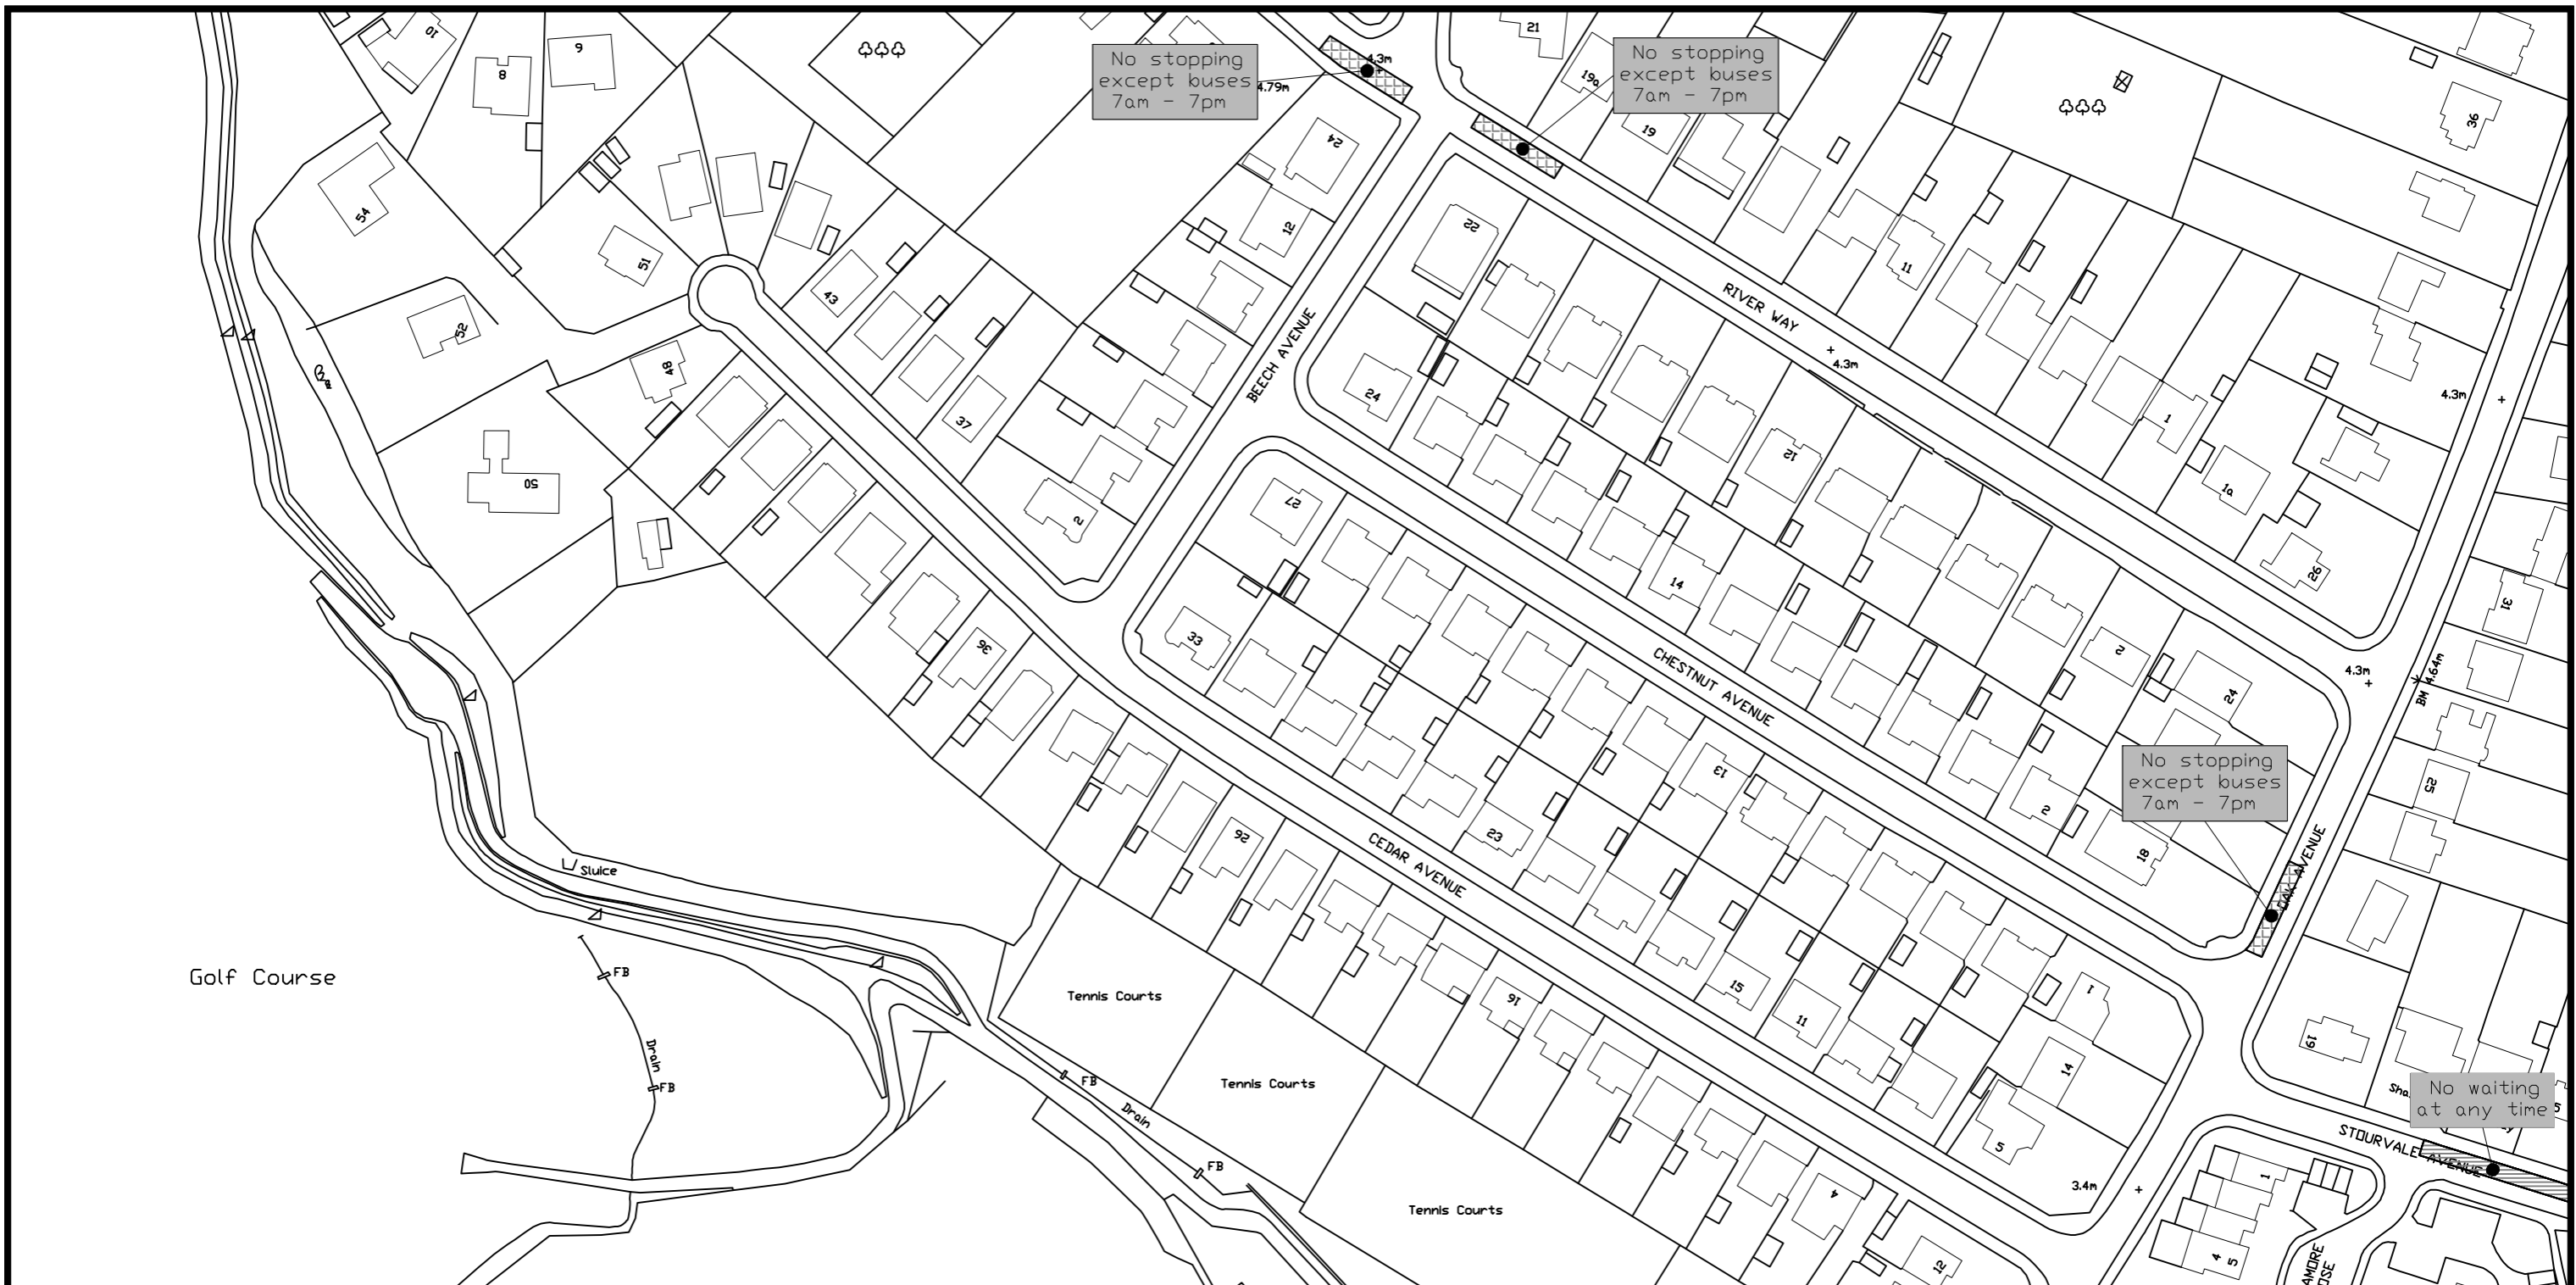 10
9
8
No stopping
except buses
7am - 7pm
4.3m
4.79m
21
19a
19
No stopping
except buses
7am - 7pm
36
54
51
24
12
22
11
43
RIVER WAY
52
48
37
BEECH AVENUE
24
4.3m
4.3m
1
1a
12
50
2
27
14
26
31
33
36
CHESTNUT AVENUE
2
24
4.3m
BM 4.64m
13
23
2
18
25
No stopping
except buses
7am - 7pm
OAK AVENUE
26
CEDAR AVENUE
Sluice
Golf Course
FB
Drain
FB
Tennis Courts
16
15
11
1
14
19
FB
Tennis Courts
Drain
FB
5
Tennis Courts
3.4m
4
12
No waiting
at any time
STOURVALE AVENUE
1
4
5